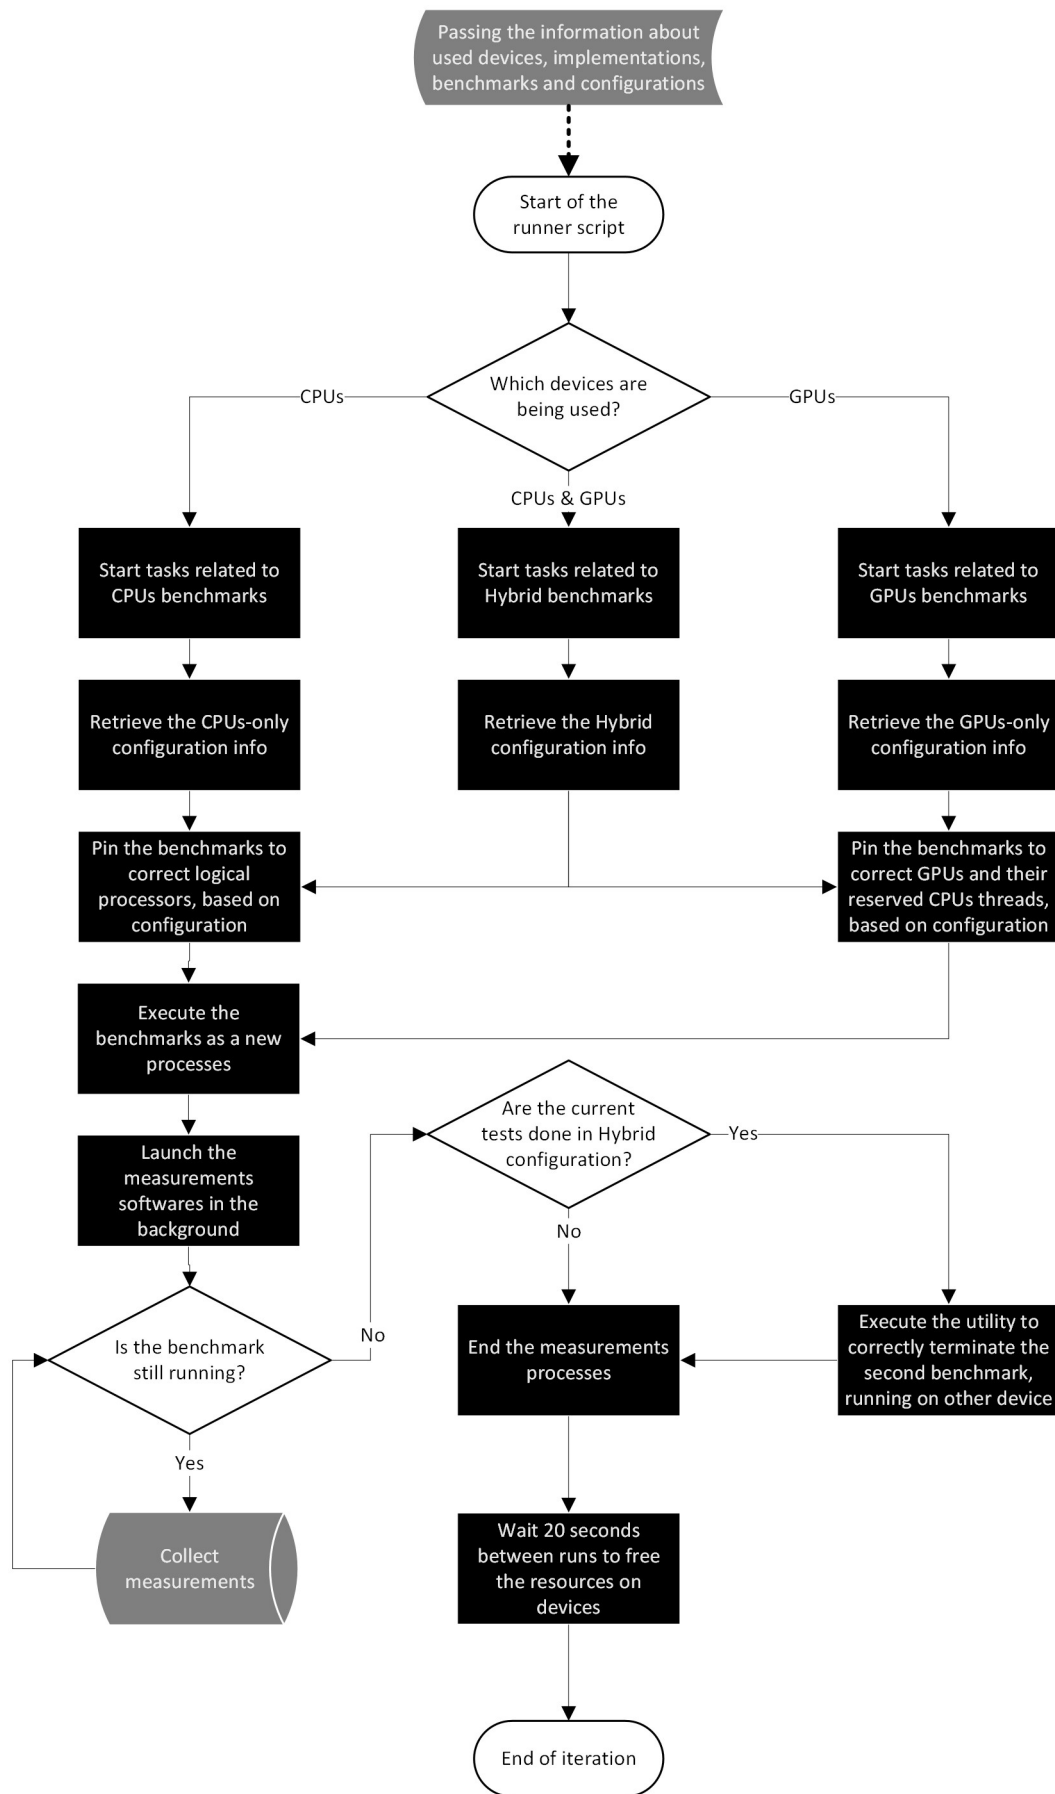 Passing the information about
used devices, implementations,
benchmarks and configurations
Start of the
runner script
Which devices are
being used?
CPUs
GPUs
CPUs & GPUs
Start tasks related to
CPUs benchmarks
Start tasks related to
Hybrid benchmarks
Start tasks related to
GPUs benchmarks
Retrieve the CPUs-only
configuration info
Retrieve the Hybrid
configuration info
Retrieve the GPUs-only
configuration info
Pin the benchmarks to
correct logical
processors, based on
configuration
Pin the benchmarks to
correct GPUs and their
reserved CPUs threads,
based on configuration
Execute the
benchmarks as a new
processes
Launch the
measurements
softwares in the
background
Are the current
tests done in Hybrid
configuration?
Yes
No
Is the benchmark
still running?
No
Yes
Collect
measurements
End the measurements
processes
Execute the utility to
correctly terminate the
second benchmark,
running on other device
Wait 20 seconds
between runs to free
the resources on
devices
End of iteration